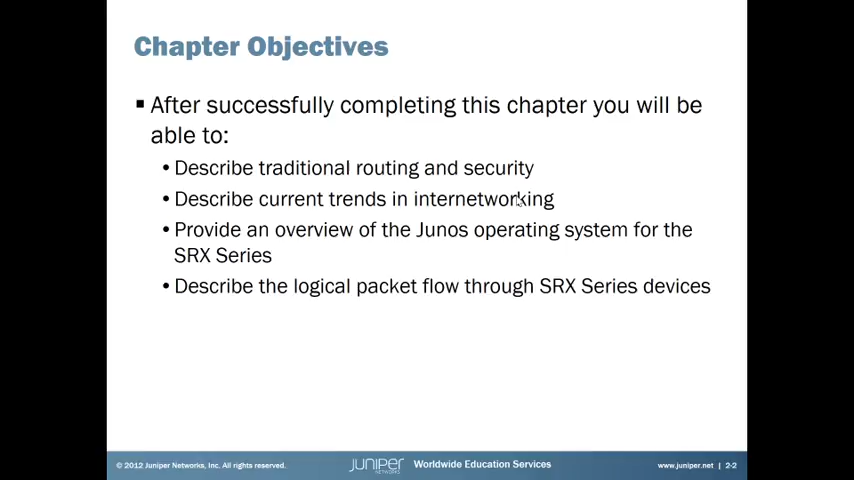 Chapter Objectives
▪ After successfully completing this chapter you will be
able to:
• Describe traditional routing and security
• Describe current trends in internetworking
• Provide an overview of the Junos operating system for the
SRX Series
• Describe the logical packet flow through SRX Series devices
© 2012 Juniper Networks, Inc. All rights reserved.
JUNIPER
NETWORKS
Worldwide Education Services
www.juniper.net | 2-2